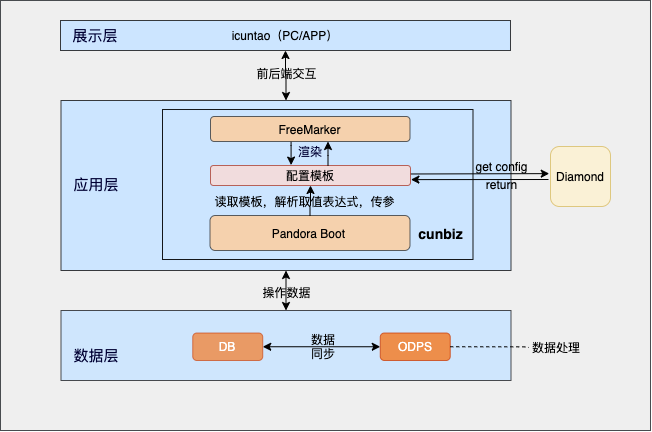 展示层
icuntao（PC/APP）
前后端交互
应用层
FreeMarker
渲染
配置模板
get config
return
Diamond
读取模板，解析取值表达式，传参
Pandora Boot
cunbiz
操作数据
数据层
DB
数据
同步
ODPS
数据处理